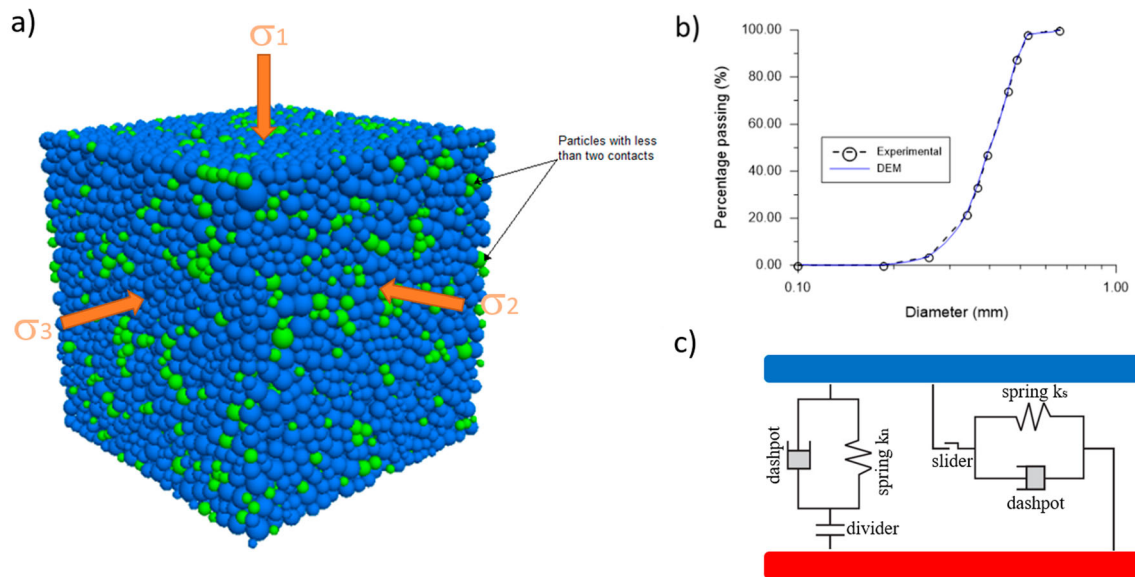 a)
σ1
Particles with less
than two contacts
σ2
σ3
b)
100.00
80.00
60.00
40.00
20.00
0.00
Percentage passing (%)
Experimental
DEM
0.10
1.00
Diameter (mm)
c)
dashpot
spring kn
divider
spring ks
slider
dashpot